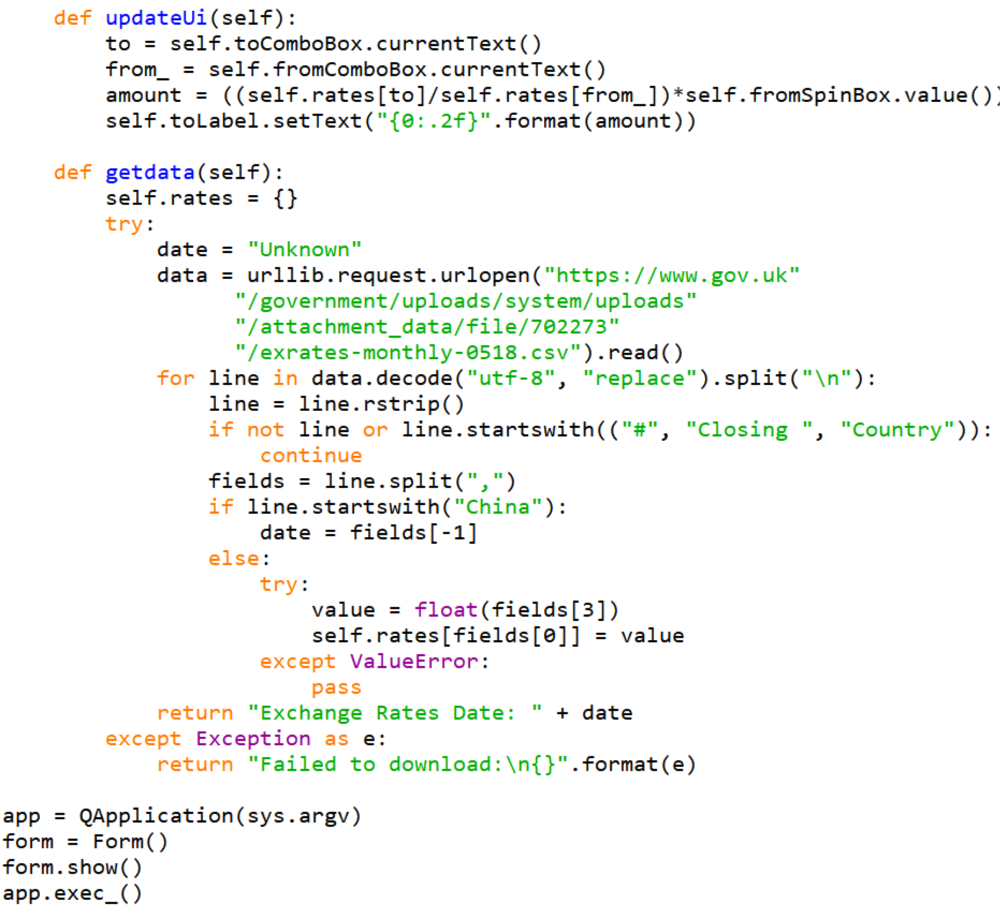 def updateUi(self):
        to = self.toComboBox.currentText()
        from_ = self.fromComboBox.currentText()
        amount = ((self.rates[to]/self.rates[from_])*self.fromSpinBox.value())
        self.toLabel.setText("{0:.2f}".format(amount))

    def getdata(self):
        self.rates = {}
        try:
            date = "Unknown"
            data = urllib.request.urlopen("https://www.gov.uk"
                  "/government/uploads/system/uploads"
                  "/attachment_data/file/702273"
                  "/exrates-monthly-0518.csv").read()
            for line in data.decode("utf-8", "replace").split("\n"):
                line = line.rstrip()
                if not line or line.startswith(("#", "Closing ", "Country")):
                    continue
                fields = line.split(",")
                if line.startswith("China"):
                    date = fields[-1]
                else:
                    try:
                        value = float(fields[3])
                        self.rates[fields[0]] = value
                    except ValueError:
                        pass
            return "Exchange Rates Date: " + date
        except Exception as e:
            return "Failed to download:\n{}".format(e)

app = QApplication(sys.argv)
form = Form()
form.show()
app.exec_()